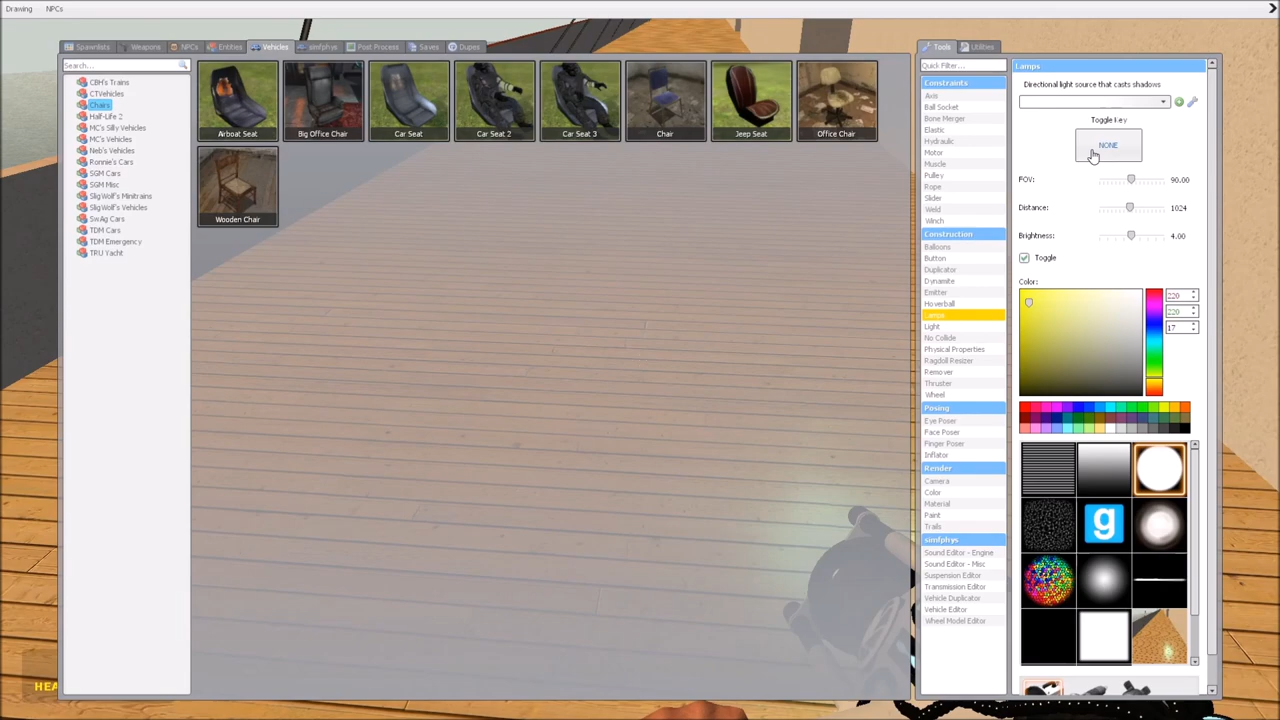 Drawing NPCs
Spawnlists Weapons NPCs Entities Vehicles simfphys Post Process Saves Dupes
Search...
CBH's Trains
CTVehicles
Chairs
Half-Life 2
MC's Silly Vehicles
MC's Vehicles
Neb's Vehicles
Ronnie's Cars
SGM Cars
SGM Misc
SligWolf's Minitrains
SligWolf's Vehicles
SwAg Cars
TDM Cars
TDM Emergency
TRU Yacht
Airboat Seat
Big Office Chair
Car Seat
Car Seat 2
Car Seat 3
Chair
Jeep Seat
Office Chair
Wooden Chair
HEA
Tools Utilities
Quick Filter...
Constraints
Axis
Ball Socket
Bone Merger
Elastic
Hydraulic
Motor
Muscle
Pulley
Rope
Slider
Weld
Winch
Construction
Balloons
Button
Duplicator
Dynamite
Emitter
Hoverball
Lamps
Light
No Collide
Physical Properties
Ragdoll Resizer
Remover
Thruster
Wheel
Posing
Eye Poser
Face Poser
Finger Poser
Inflator
Render
Camera
Color
Material
Paint
Trails
simfphys
Sound Editor - Engine
Sound Editor - Misc
Suspension Editor
Transmission Editor
Vehicle Duplicator
Vehicle Editor
Wheel Model Editor
Lamps
Directional light source that casts shadows
Toggle Key
NONE
FOV: 90.00
Distance: 1024
Brightness: 4.00
Toggle
Color:
220
220
17
g